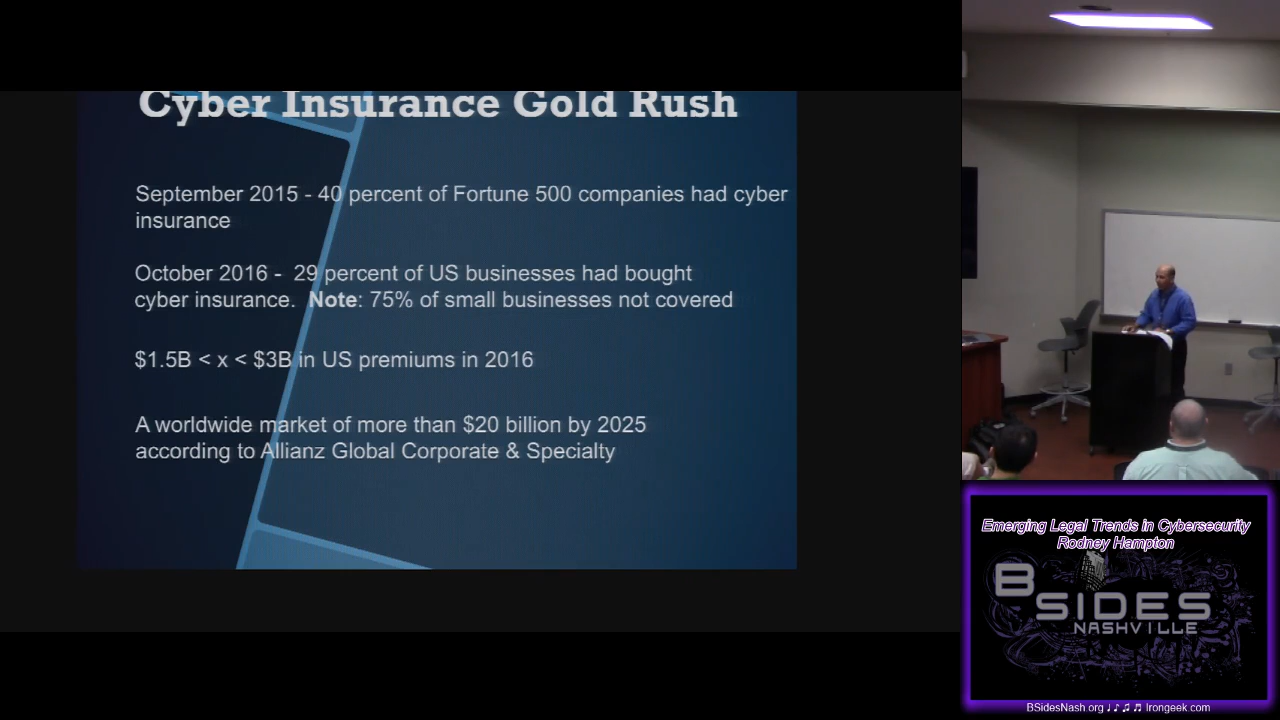 Cyber Insurance Gold Rush
September 2015 - 40 percent of Fortune 500 companies had cyber
insurance
October 2016 -  29 percent of US businesses had bought
cyber insurance.  Note: 75% of small businesses not covered
$1.5B < x < $3B in US premiums in 2016
A worldwide market of more than $20 billion by 2025
according to Allianz Global Corporate & Specialty
Emerging Legal Trends in Cybersecurity
Rodney Hampton
BSIDES
NASHVILLE
BSidesNash.org ♩ ♪ ♫ ♬ Irongeek.com